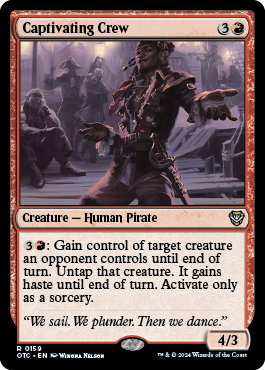 Captivating Crew 3
Creature — Human Pirate
3: Gain control of target creature
an opponent controls until end of
turn. Untap that creature. It gains
haste until end of turn. Activate only
as a sorcery.
“We sail. We plunder. Then we dance.”
4/3
R 0159
OTC • EN Winona Nelson
™ & © 2024 Wizards of the Coast